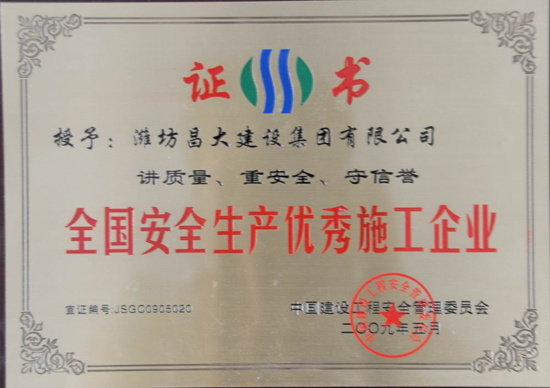 证书
授予：潍坊昌大建设集团有限公司
讲质量、重安全、守信誉
全国安全生产优秀施工企业
宣证编号:JSGC0908020
中国建设工程安全管理委员会
二〇〇九年五月